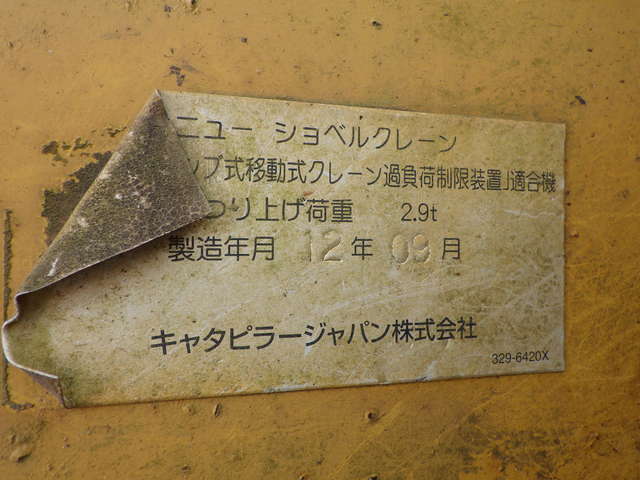 ニュー ショベルクレーン
ップ式移動式クレーン過負荷制限装置」適合機
つり上げ荷重 2.9t
製造年月 12年 09月
キャタピラージャパン株式会社
329-6420X